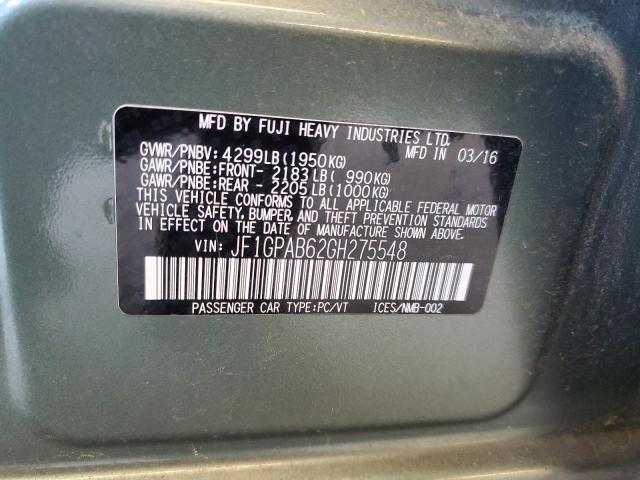 MFD BY FUJI HEAVY INDUSTRIES LTD.
GVWR/PNBV: 4299LB(1950KG) MFD IN 03/16
GAWR/PNBE:FRONT- 2183LB( 990KG)
GAWR/PNBE:REAR - 2205LB(1000KG)
THIS VEHICLE CONFORMS TO ALL APPLICABLE FEDERAL MOTOR
VEHICLE SAFETY, BUMPER, AND THEFT PREVENTION STANDARDS
IN EFFECT ON THE DATE OF MANUFACTURE SHOWN ABOVE.
VIN: JF1GPAB62GH275548
PASSENGER CAR TYPE:PC/VT ICES/NMB-002